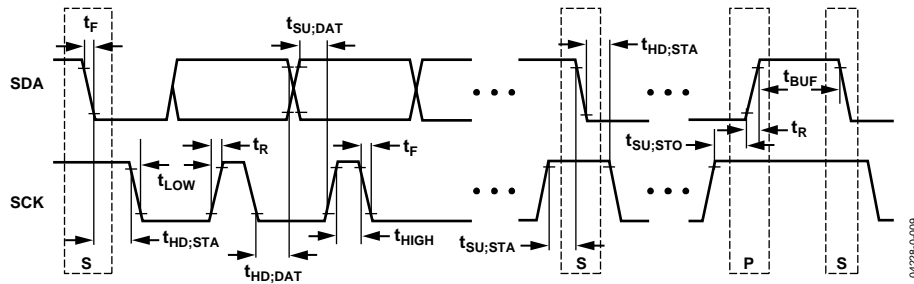 tF
tSU;DAT
tHD;STA
SDA
tBUF
tR
tF
tSU;STO
tR
tLOW
SCK
tHD;STA
tHIGH
tSU;STA
tHD;DAT
S
S
P
S
04228-0-009